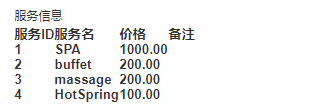 服务信息
服务ID服务名 价格 备注
1 SPA 1000.00
2 buffet 200.00
3 massage 200.00
4 HotSpring100.00